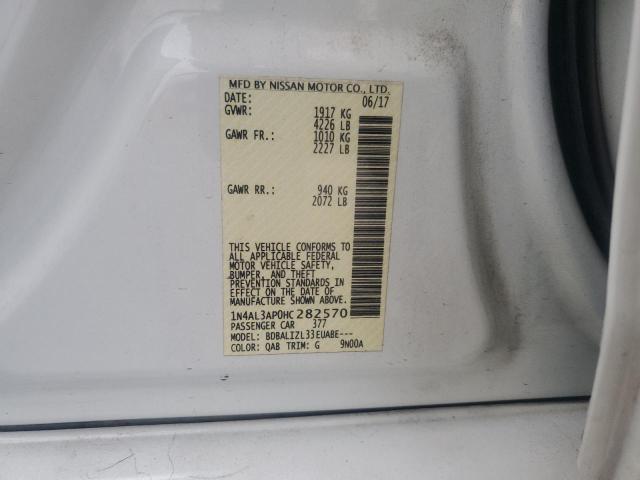 MFD BY NISSAN MOTOR CO., LTD.
DATE: 06/17
GVWR: 1917 KG
4226 LB
GAWR FR.: 1010 KG
2227 LB
GAWR RR.: 940 KG
2072 LB
THIS VEHICLE CONFORMS TO
ALL APPLICABLE FEDERAL
MOTOR VEHICLE SAFETY,
BUMPER, AND THEFT
PREVENTION STANDARDS IN
EFFECT ON THE DATE OF
MANUFACTURE SHOWN ABOVE.
1N4AL3AP0HC282570
PASSENGER CAR 377
MODEL: BDBALIZL33EUABE---
COLOR: QAB TRIM: G 9N00A